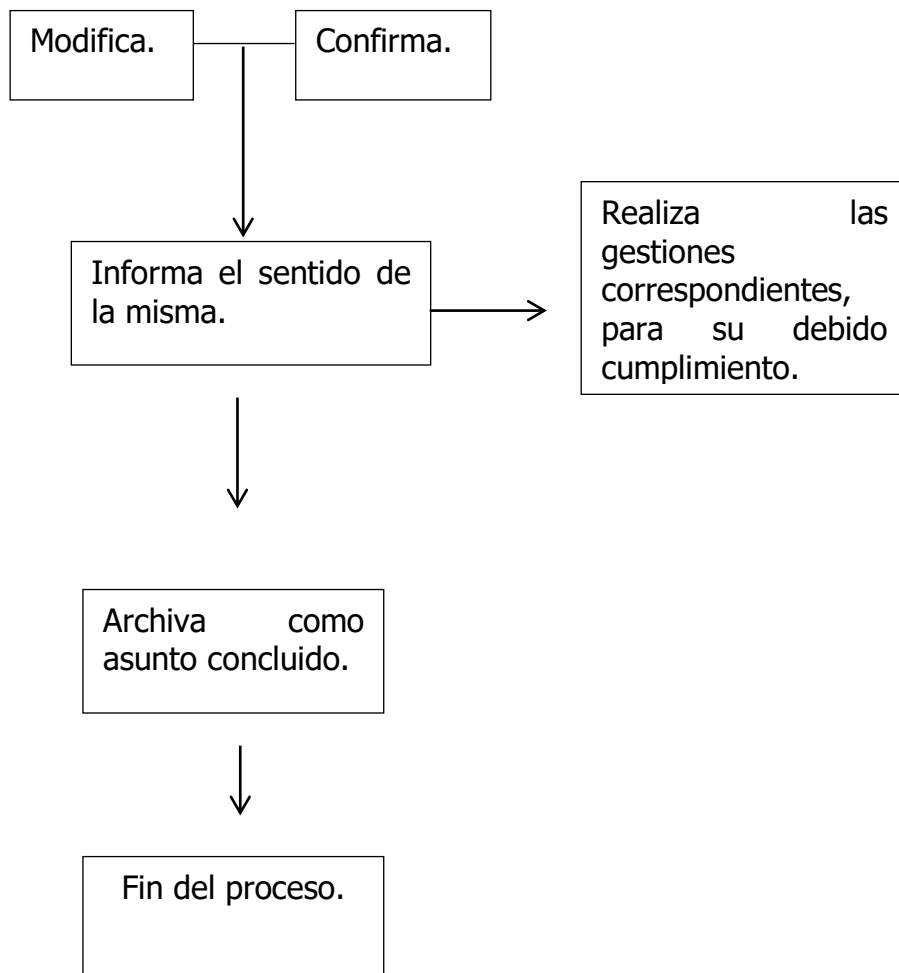 Modifica.
Confirma.
Realiza las
gestiones
correspondientes,
para su debido
cumplimiento.
Informa el sentido de
la misma.
Archiva como
asunto concluido.
Fin del proceso.